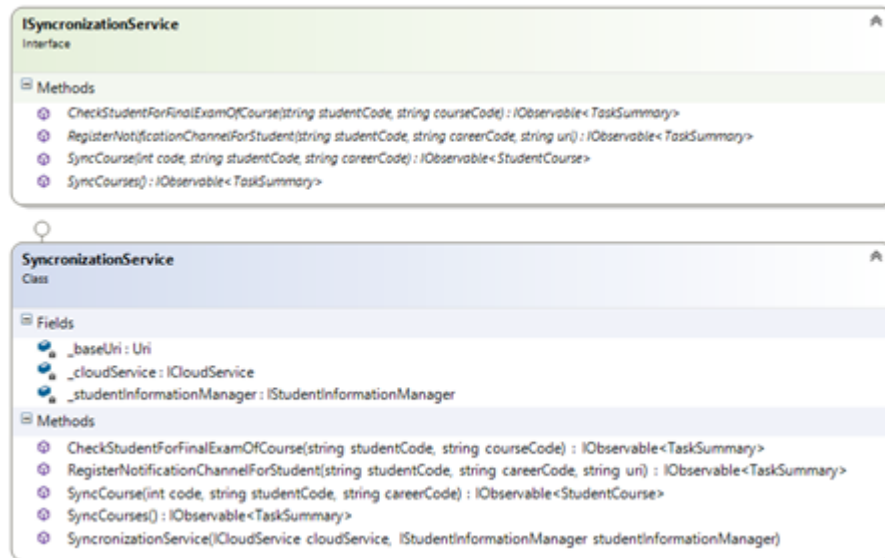 ISyncronizationService
Interface
Methods
CheckStudentForFinalExamOfCourse(string studentCode, string courseCode) : IObservable<TaskSummary>
RegisterNotificationChannelForStudent(string studentCode, string careerCode, string uri) : IObservable<TaskSummary>
SyncCourse(int code, string studentCode, string careerCode) : IObservable<StudentCourse>
SyncCourses() : IObservable<TaskSummary>
SyncronizationService
Class
Fields
_baseUri : Uri
_cloudService : ICloudService
_studentInformationManager : IStudentInformationManager
Methods
CheckStudentForFinalExamOfCourse(string studentCode, string courseCode) : IObservable<TaskSummary>
RegisterNotificationChannelForStudent(string studentCode, string careerCode, string uri) : IObservable<TaskSummary>
SyncCourse(int code, string studentCode, string careerCode) : IObservable<StudentCourse>
SyncCourses() : IObservable<TaskSummary>
SyncronizationService(ICloudService cloudService, IStudentInformationManager studentInformationManager)